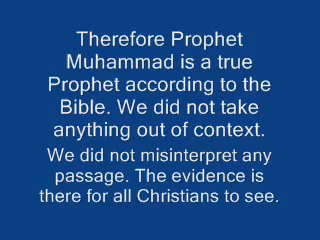 Therefore Prophet
Muhammad is a true
Prophet according to the
Bible. We did not take
anything out of context.
We did not misinterpret any
passage. The evidence is
there for all Christians to see.